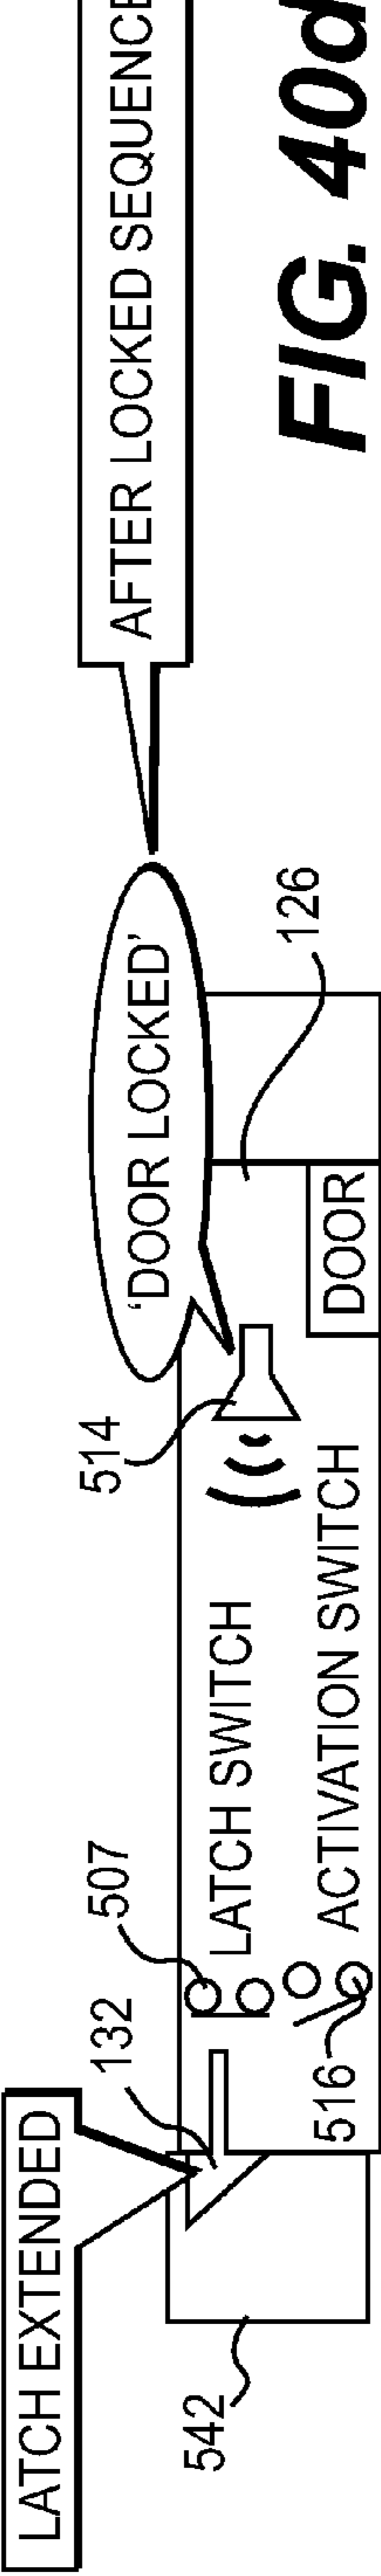 LATCH EXTENDED
AFTER LOCKED SEQUENCE
'DOOR LOCKED'
542
132
507
LATCH SWITCH
514
126
516
ACTIVATION SWITCH
DOOR
FIG. 40d